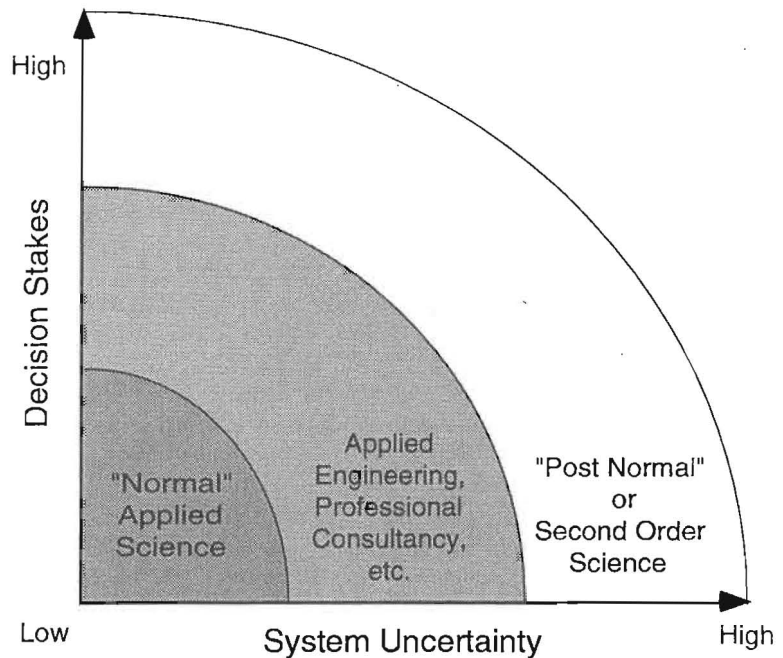 High
Decision Stakes
"Normal"
Applied
Science
Applied
Engineering,
Professional
Consultancy,
etc.
"Post Normal"
or
Second Order
Science
Low
System Uncertainty
High